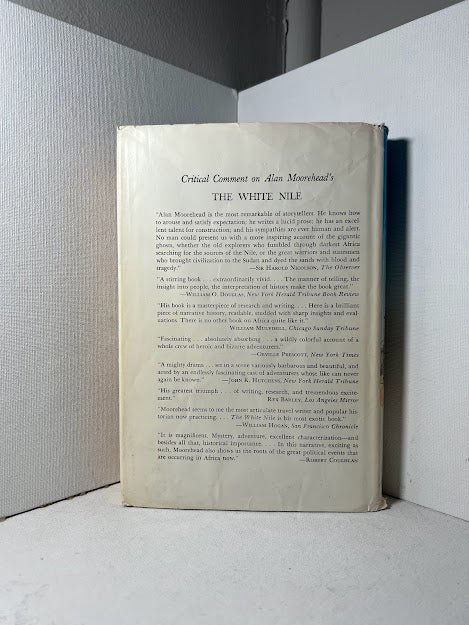 Critical Comment on Alan Moorehead's
THE WHITE NILE
"Alan Moorehead is the most remarkable of storytellers. He knows how
to arouse and satisfy expectation; he writes a lucid prose; he has an excel-
lent talent for construction; and his sympathies are ever human and alert.
No man could present us with a more inspiring account of the gigantic
ghosts, whether the old explorers who fumbled through darkest Africa
searching for the sources of the Nile, or the great warriors and statesmen
who brought civilization to the Sudan and dyed the sands with blood and
tragedy." —SIR HAROLD NICOLSON, The Observer
"A stirring book . . . extraordinarily vivid. . . . The manner of telling, the
insight into people, the interpretation of history make the book great."
—WILLIAM O. DOUGLAS, New York Herald Tribune Book Review
"His book is a masterpiece of research and writing. . . . Here is a brilliant
piece of narrative history, readable, studded with sharp insights and eval-
uations. There is no other book on Africa quite like it."
WILLIAM MULVIHILL, Chicago Sunday Tribune
"Fascinating . . . absolutely absorbing . . . a wildly colorful account of a
whole crew of heroic and bizarre adventurers."
—ORVILLE PRESCOTT, New York Times
"A mighty drama . . . set in a scene variously barbarous and beautiful, and
acted by an endlessly fascinating cast of adventurers whose like can never
again be known." —JOHN K. HUTCHENS, New York Herald Tribune
"His greatest triumph . . . of writing, research, and tremendous excite-
ment." REX BARLEY, Los Angeles Mirror
"Moorehead seems to me the most articulate travel writer and popular his-
torian now practicing. . . . The White Nile is his most exotic book."
—WILLIAM HOGAN, San Francisco Chronicle
"It is magnificent. Mystery, adventure, excellent characterization—and
besides all that, historical importance. . . . In this narrative, exciting as
such, Moorehead also shows us the roots of the great political events that
are occurring in Africa now." —ROBERT COUGHLAN